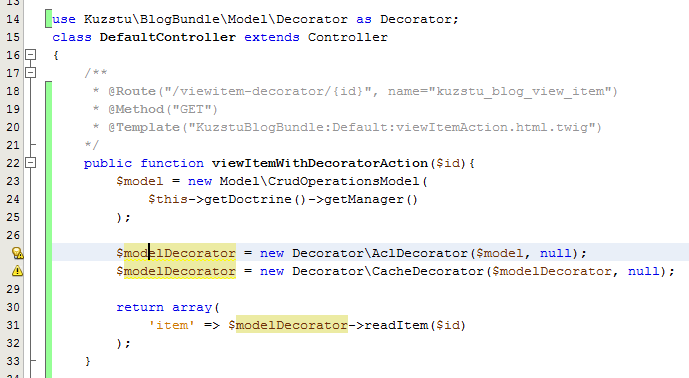 14 use Kuzstu\BlogBundle\Model\Decorator as Decorator;
15 class DefaultController extends Controller
16 {
17 /**
18 * @Route("/viewitem-decorator/{id}", name="kuzstu_blog_view_item")
19 * @Method("GET")
20 * @Template("KuzstuBlogBundle:Default:viewItemAction.html.twig")
21 */
22 public function viewItemWithDecoratorAction($id){
23 $model = new Model\CrudOperationsModel(
24 $this->getDoctrine()->getManager()
25 );
26
$modelDecorator = new Decorator\AclDecorator($model, null);
$modelDecorator = new Decorator\CacheDecorator($modelDecorator, null);
29
30 return array(
31 'item' => $modelDecorator->readItem($id)
32 );
33 }